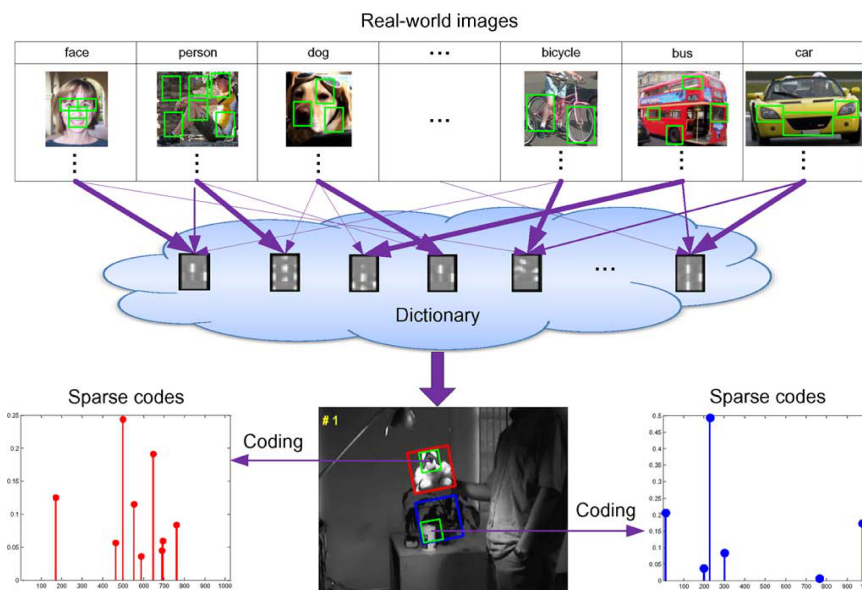 Real-world images
face person dog ... bicycle bus car
...
Dictionary
...
Sparse codes
0.25
0.2
0.15
0.1
0.05
0
100 200 300 400 500 600 700 800 900 1000
Coding
#1
Coding
Sparse codes
0.5
0.45
0.4
0.35
0.3
0.25
0.2
0.15
0.1
0.05
0
100 200 300 400 500 600 700 800 900